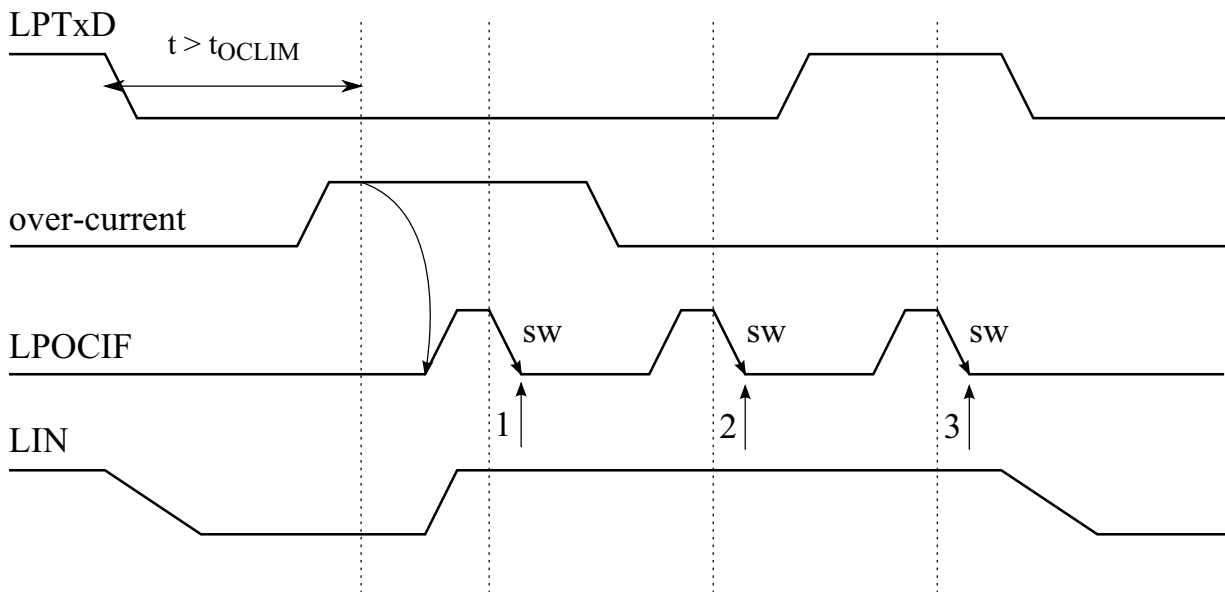 LPTxD
t > tOCLIM
over-current
LPOCIF
sw
sw
sw
1
2
3
LIN